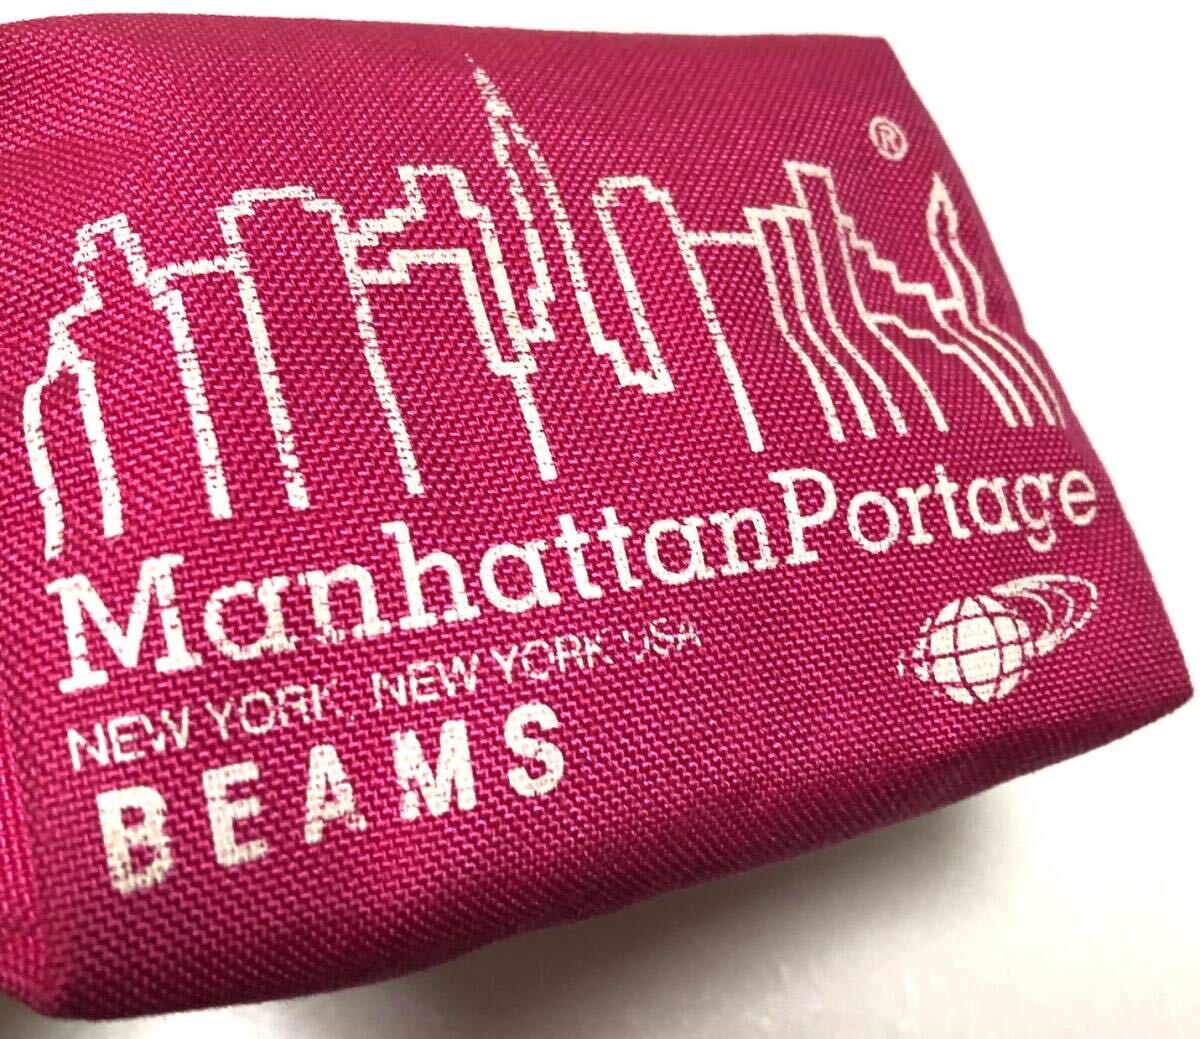 ®
ManhattanPortage
NEW YORK, NEW YORK USA
BEAMS